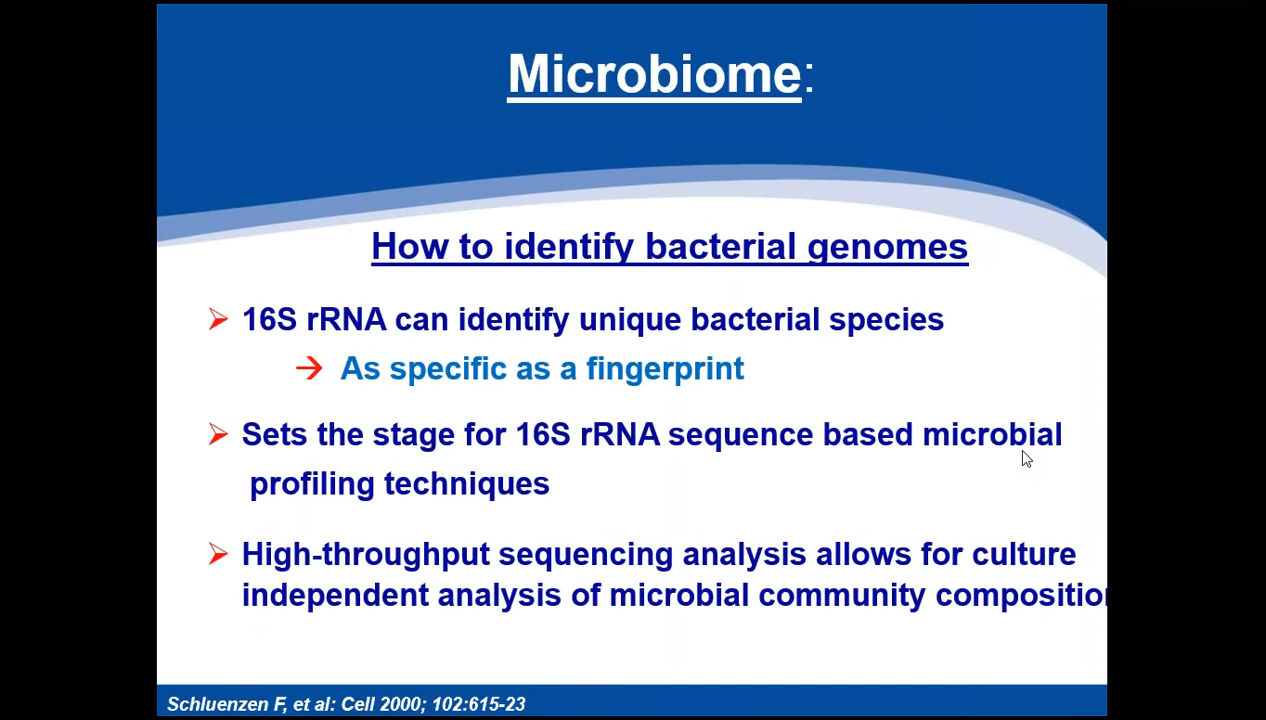 Microbiome:
How to identify bacterial genomes
16S rRNA can identify unique bacterial species
→ As specific as a fingerprint
Sets the stage for 16S rRNA sequence based microbial
profiling techniques
High-throughput sequencing analysis allows for culture
independent analysis of microbial community composition
Schluenzen F, et al: Cell 2000; 102:615-23